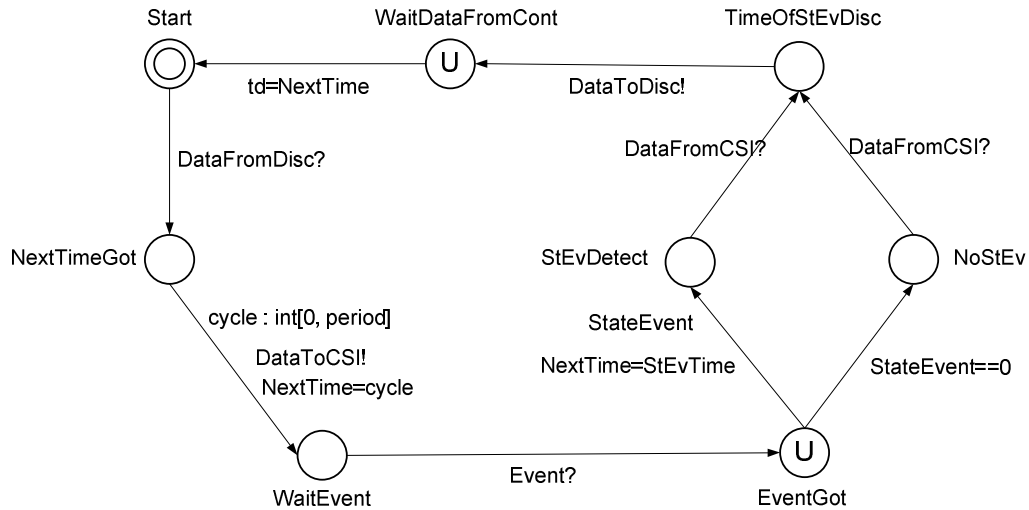 Start
WaitDataFromCont
TimeOfStEvDisc
U
td=NextTime
DataToDisc!
DataFromDisc?
DataFromCSI?
DataFromCSI?
NextTimeGot
StEvDetect
NoStEv
cycle : int[0, period]
StateEvent
DataToCSI!
NextTime=StEvTime
StateEvent==0
NextTime=cycle
U
Event?
WaitEvent
EventGot